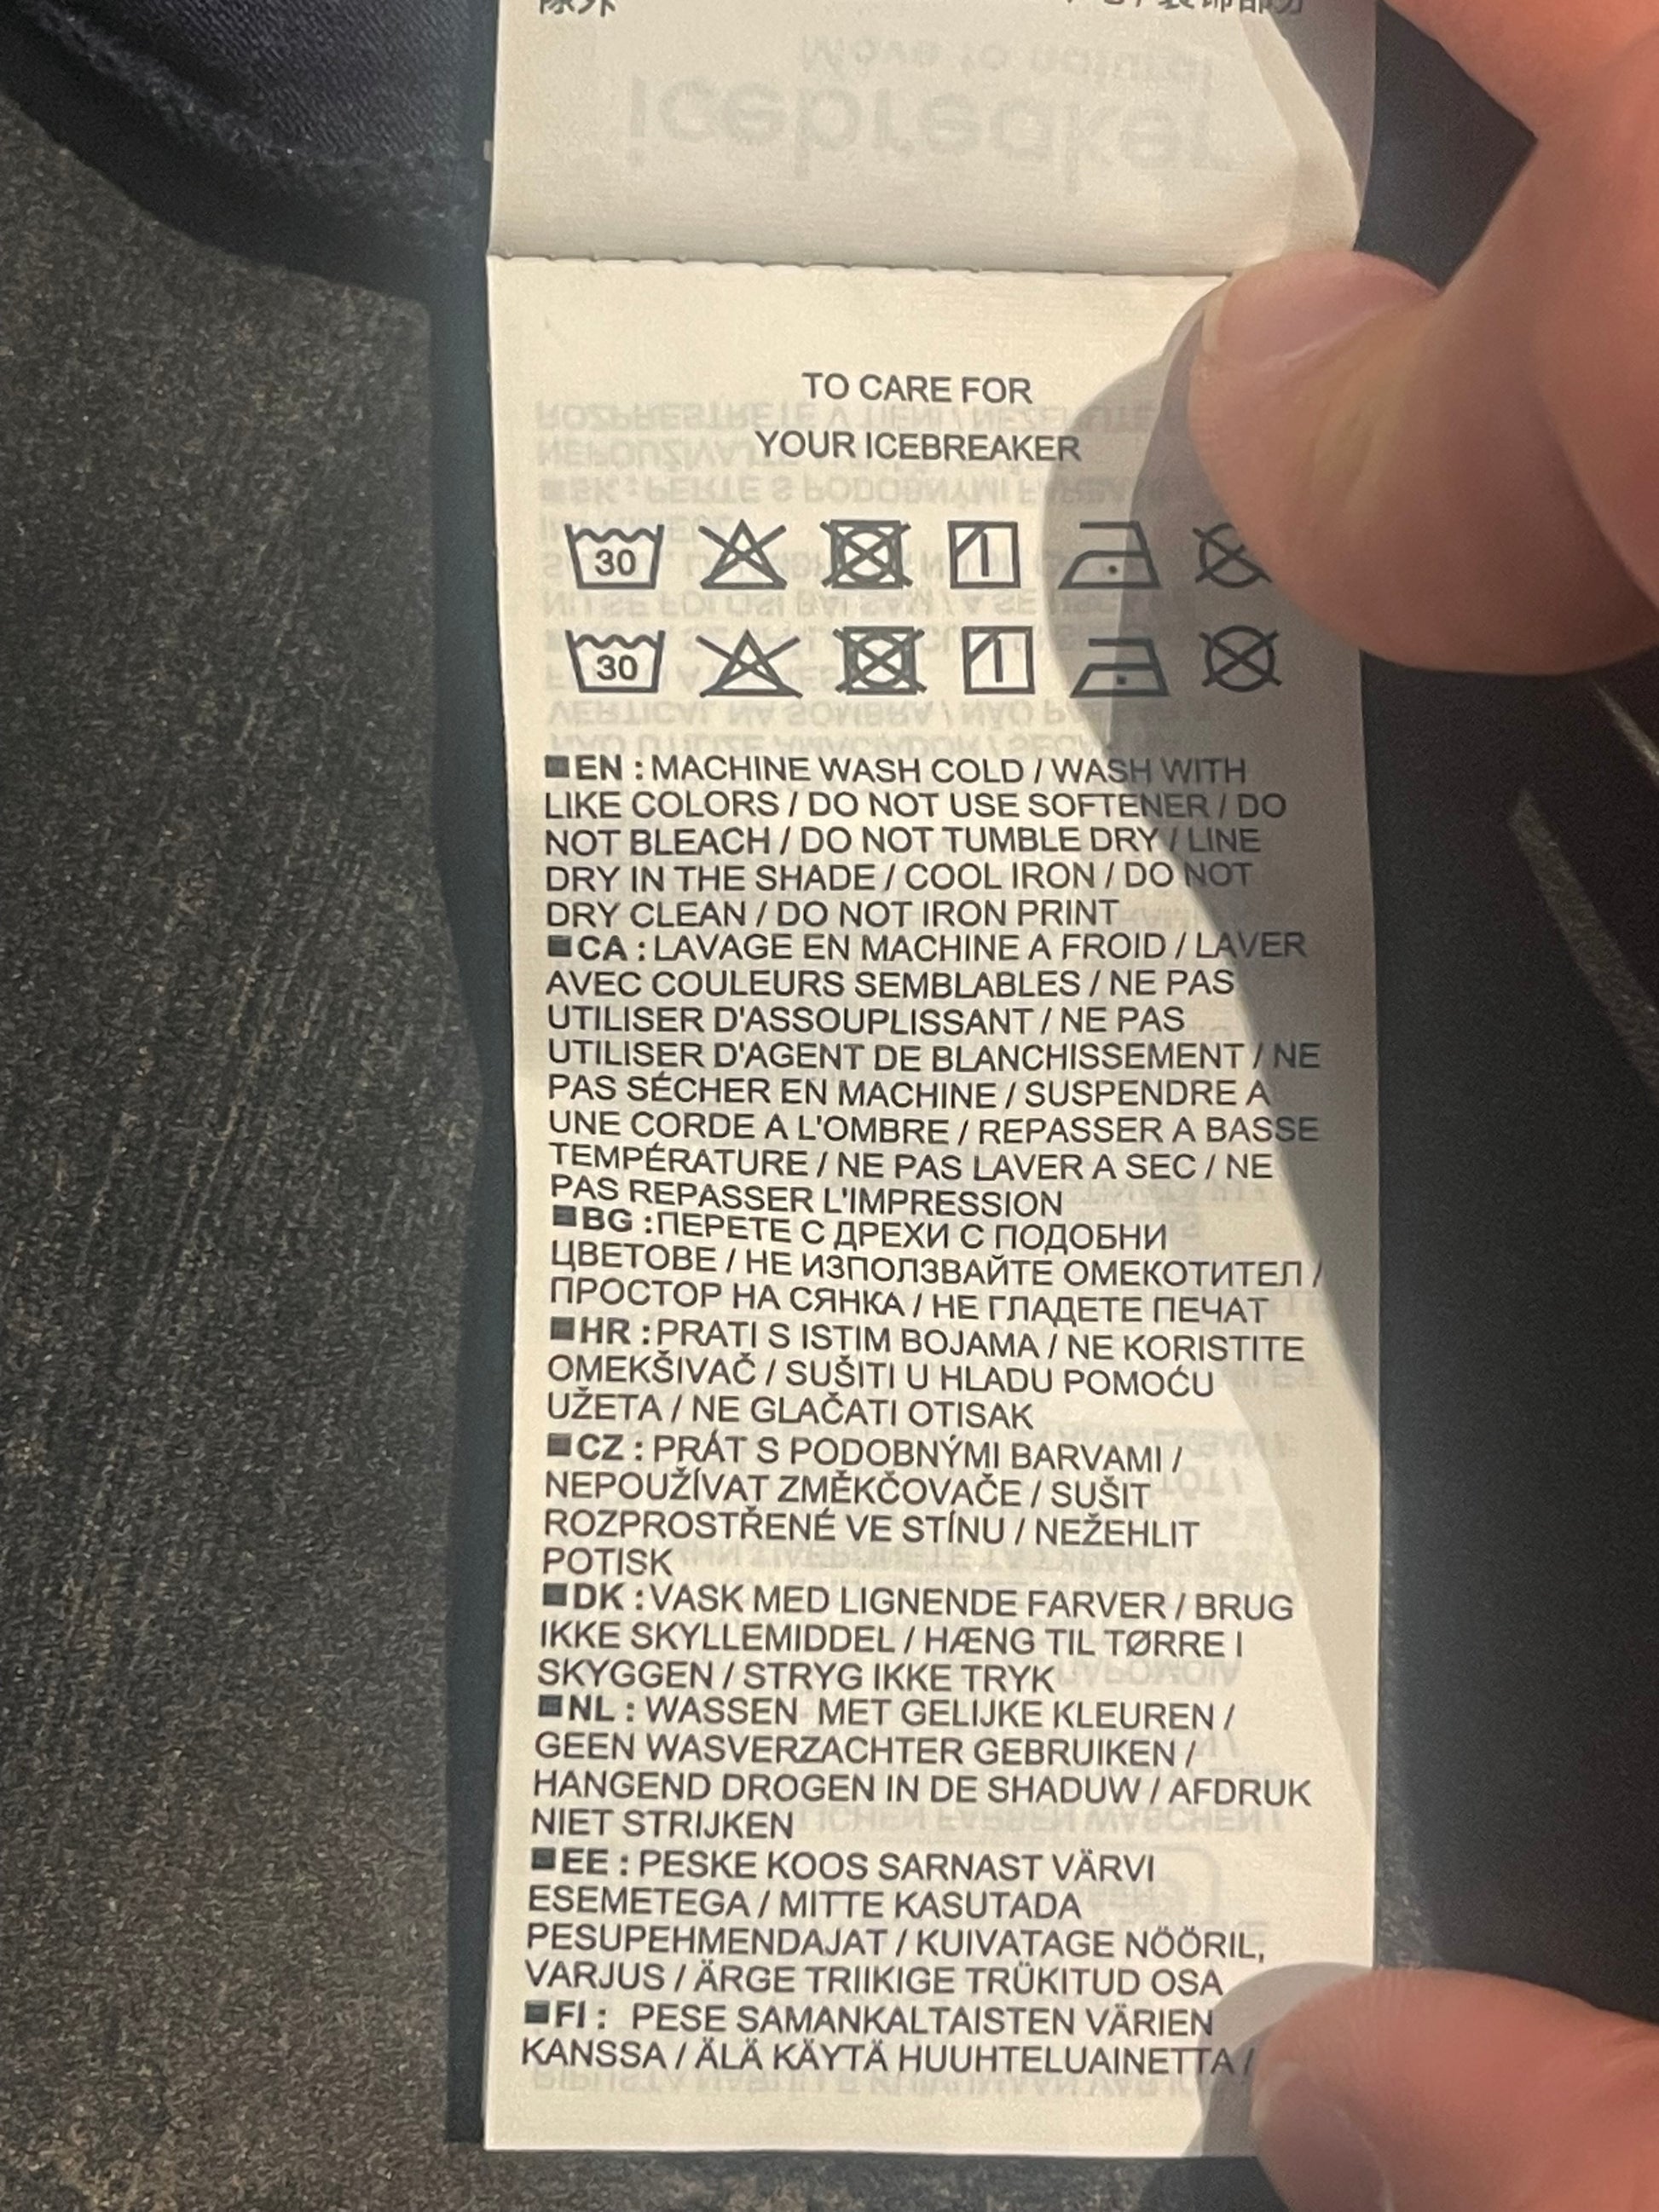 除外
Move to natural
icebreaker
TO CARE FOR
YOUR ICEBREAKER
30
30
EN : MACHINE WASH COLD / WASH WITH
LIKE COLORS / DO NOT USE SOFTENER / DO
NOT BLEACH / DO NOT TUMBLE DRY / LINE
DRY IN THE SHADE / COOL IRON / DO NOT
DRY CLEAN / DO NOT IRON PRINT
CA : LAVAGE EN MACHINE A FROID / LAVER
AVEC COULEURS SEMBLABLES / NE PAS
UTILISER D'ASSOUPLISSANT / NE PAS
UTILISER D'AGENT DE BLANCHISSEMENT / NE
PAS SÉCHER EN MACHINE / SUSPENDRE A
UNE CORDE A L'OMBRE / REPASSER A BASSE
TEMPÉRATURE / NE PAS LAVER A SEC / NE
PAS REPASSER L'IMPRESSION
BG :ПЕРЕТЕ С ДРЕХИ С ПОДОБНИ
ЦВЕТОВЕ / НЕ ИЗПОЛЗВАЙТЕ ОМЕКОТИТЕЛ /
ПРОСТОР НА СЯНКА / НЕ ГЛАДЕТЕ ПЕЧАТ
HR : PRATI S ISTIM BOJAMA / NE KORISTITE
OMEKŠIVAČ / SUŠITI U HLADU POMOĆU
UŽETA / NE GLAČATI OTISAK
CZ : PRÁT S PODOBNÝMI BARVAMI /
NEPOUŽÍVAT ZMĚKČOVAČE / SUŠIT
ROZPROSTŘENÉ VE STÍNU / NEŽEHLIT
POTISK
DK : VASK MED LIGNENDE FARVER / BRUG
IKKE SKYLLEMIDDEL / HÆNG TIL TØRRE I
SKYGGEN / STRYG IKKE TRYK
NL : WASSEN MET GELIJKE KLEUREN /
GEEN WASVERZACHTER GEBRUIKEN /
HANGEND DROGEN IN DE SHADUW / AFDRUK
NIET STRIJKEN
EE : PESKE KOOS SARNAST VÄRVI
ESEMETEGA / MITTE KASUTADA
PESUPEHMENDAJAT / KUIVATAGE NÖÖRIL,
VARJUS / ÄRGE TRIIKIGE TRÜKITUD OSA
FI : PESE SAMANKALTAISTEN VÄRIEN
KANSSA / ÄLÄ KÄYTÄ HUUHTELUAINETTA /